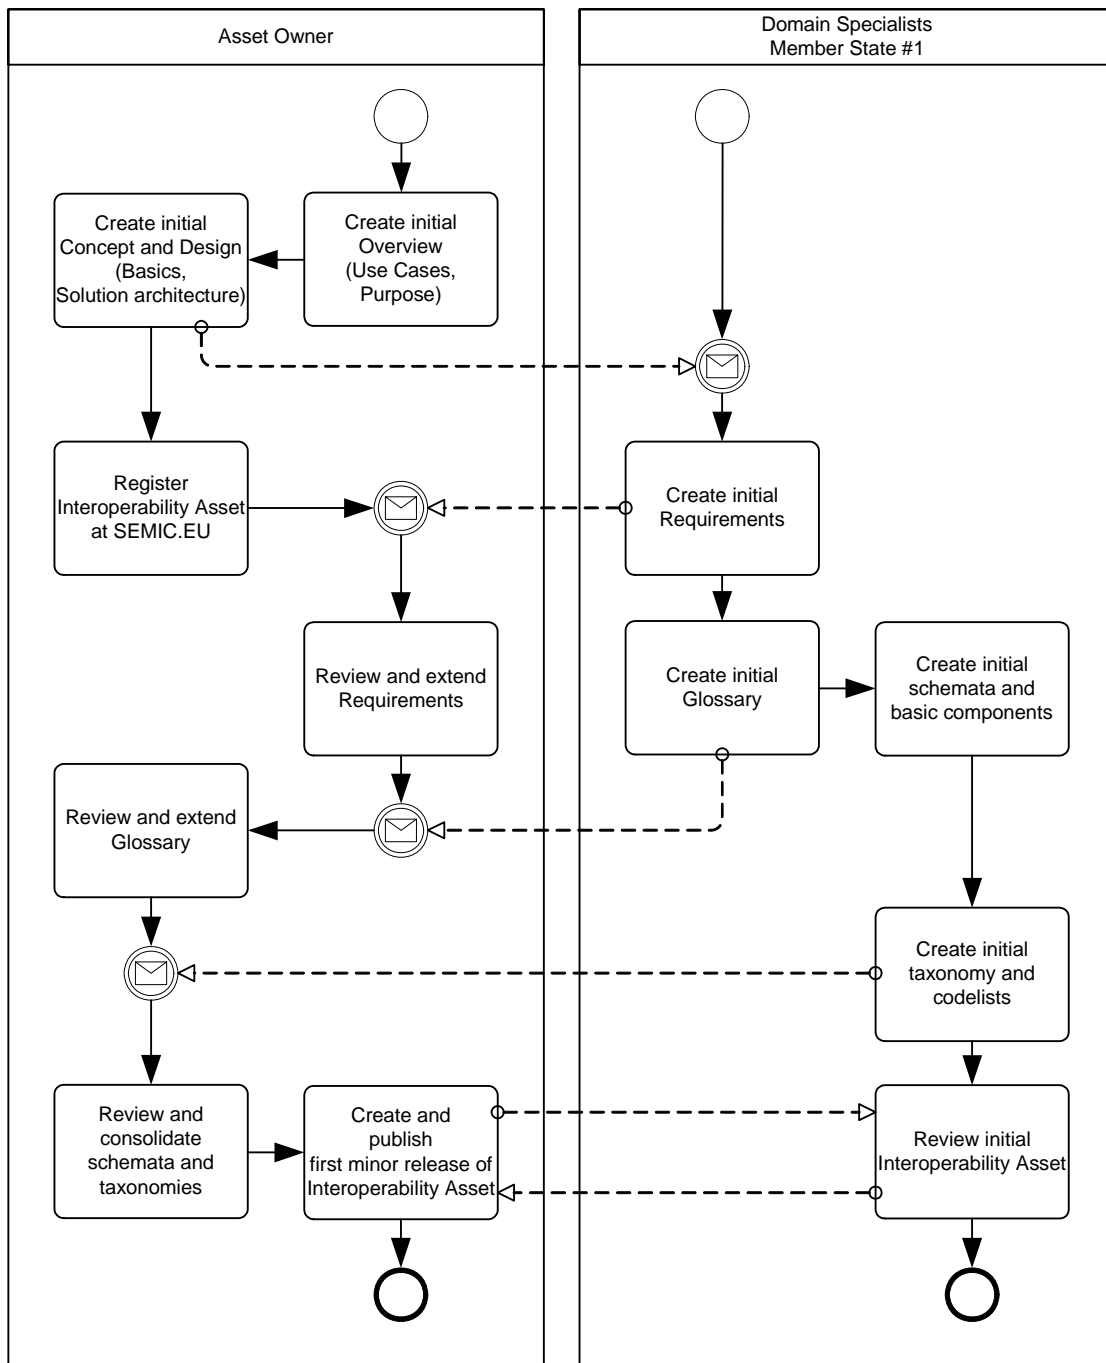 Asset Owner
Domain Specialists
Member State #1
Create initial
Concept and Design
(Basics,
Solution architecture)
Create initial
Overview
(Use Cases,
Purpose)
Register
Interoperability Asset
at SEMIC.EU
Create initial
Requirements
Review and extend
Requirements
Create initial
Glossary
Create initial
schemata and
basic components
Review and extend
Glossary
Create initial
taxonomy and
codelists
Review and
consolidate
schemata and
taxonomies
Create and
publish
first minor release of
Interoperability Asset
Review initial
Interoperability Asset